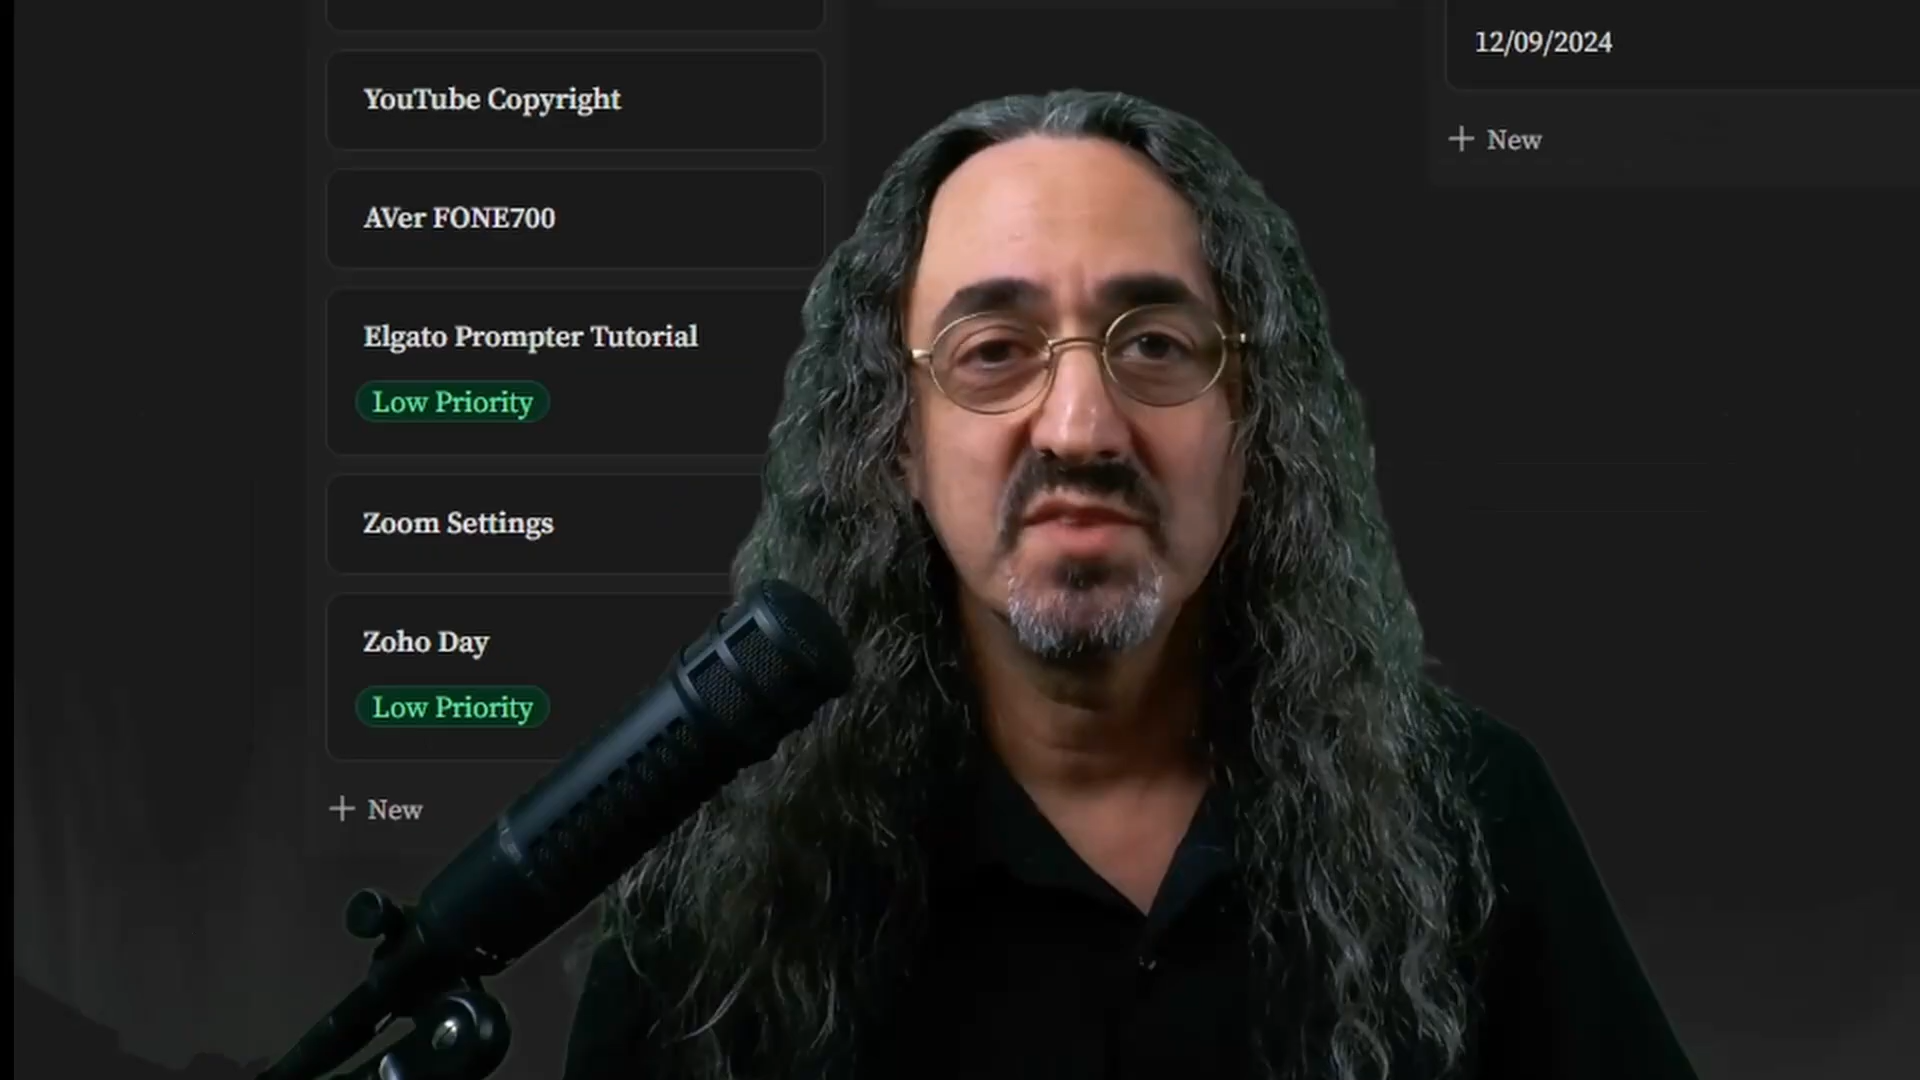 YouTube Copyright
AVer FONE700
Elgato Prompter Tutorial
Low Priority
Zoom Settings
Zoho Day
Low Priority
+ New
12/09/2024
+ New